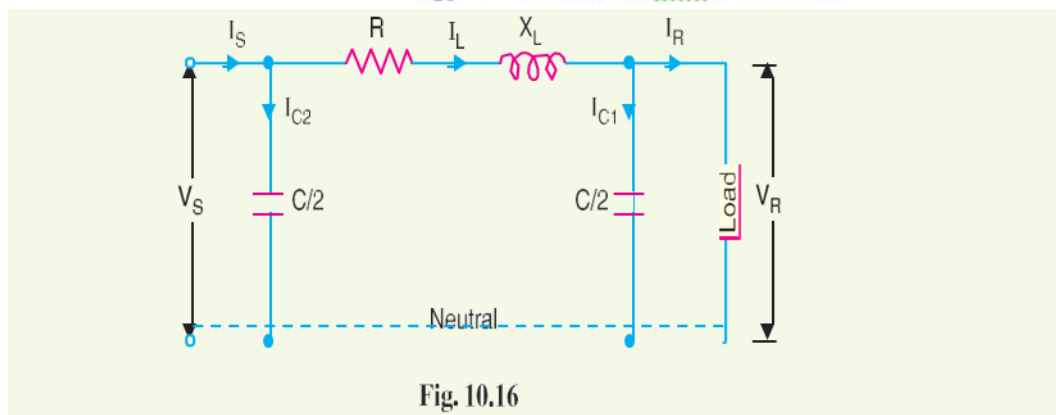 I_S R I_L X_L I_R
I_C2 I_C1
V_S C/2 C/2 Load V_R
Neutral
Fig. 10.16